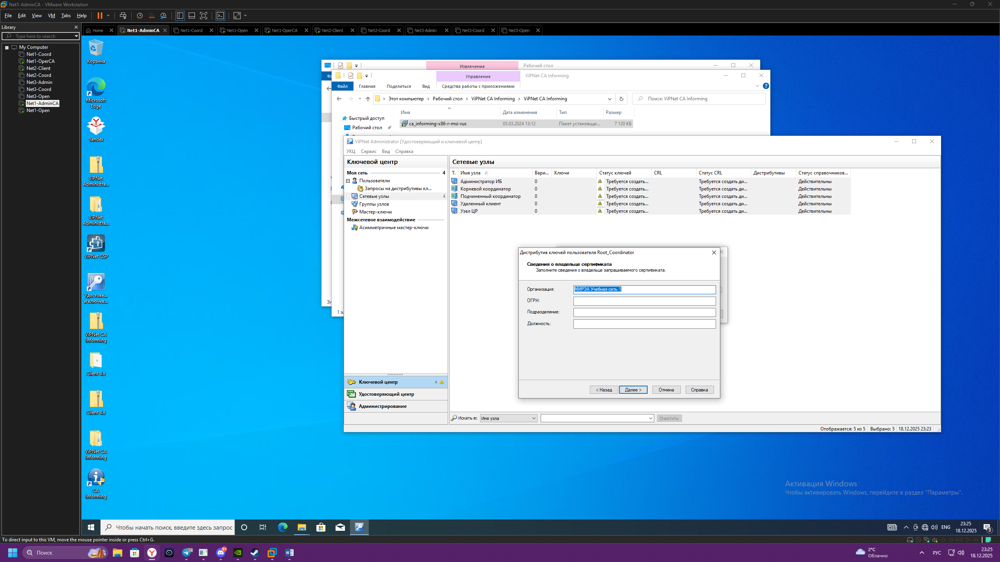 Net1-AdminCA - VMware Workstation
File Edit View VM Tabs Help
Library
Type here to search
My Computer
Net1-Coord
Net1-OperCA
Net2-Client
Net2-Coord
Net3-Admin
Net3-Coord
Net3-Open
Net1-AdminCA
Net1-Open
Home Net1-AdminCA Net1-Coord Net1-Open Net1-OperCA Net2-Client Net2-Coord Net3-Admin Net3-Coord Net3-Open
Корзина
Microsoft Edge
Yandex
ViPNet Administra...
ViPNet Administra...
ViPNet CSP
Удостове... и ключев...
ViPNet CA Informing
Client 4.x
Client 4.x
ViPNet CA Informing
CA Informing
Извлечение Рабочий стол
Управление ViPNet CA Informing
Файл Главная Поделиться Вид Средства работы с приложениями
Этот компьютер › Рабочий стол › ViPNet CA Informing › ViPNet CA Informing
Поиск: ViPNet CA Informing
Имя Дата изменения Тип Размер
Быстрый доступ
Рабочий стол
ca_informing-x86-r-msi-rus 05.03.2024 13:12 Пакет установщи... 7 120 КБ
ViPNet Administrator [Удостоверяющий и ключевой центр]
УКЦ Сервис Вид Справка
Ключевой центр
Моя сеть 4
Пользователи
Запросы на дистрибутивы кл...
Сетевые узлы 4
Группы узлов
Мастер-ключи
Межсетевое взаимодействие
Асимметричные мастер-ключи
Ключевой центр 4
Удостоверяющий центр
Администрирование
Сетевые узлы
Т. Имя узла Вари... Ключи Статус ключей CRL Статус CRL Дистрибутивы Статус справочников...
Администратор ИБ 0 Требуется создать... Требуется создать ди... Действительны
Корневой координатор 0 Требуется создать... Требуется создать ди... Действительны
Подчиненный координатор 0 Требуется создать... Требуется создать ди... Действительны
Удаленный клиент 0 Требуется создать... Требуется создать ди... Действительны
Узел ЦР 0 Требуется создать... Требуется создать ди... Действительны
Дистрибутив ключей пользователя Root_Coordinator
Сведения о владельце сертификата
Заполните сведения о владельце запрашиваемого сертификата.
Организация: МИРЭА Учебная сеть 1
ОГРН:
Подразделение:
Должность:
< Назад Далее > Отмена Справка
Искать в: Имя узла Очистить
Отображается: 5 из 5 Выбрано: 5 18.12.2025 23:23
Активация Windows
Чтобы активировать Windows, перейдите в раздел "Параметры".
Чтобы начать поиск, введите здесь запрос
ENG 23:25 18.12.2025 3
To direct input to this VM, move the mouse pointer inside or press Ctrl+G.
Поиск
2°C
Облачно
РУС 23:25
18.12.2025